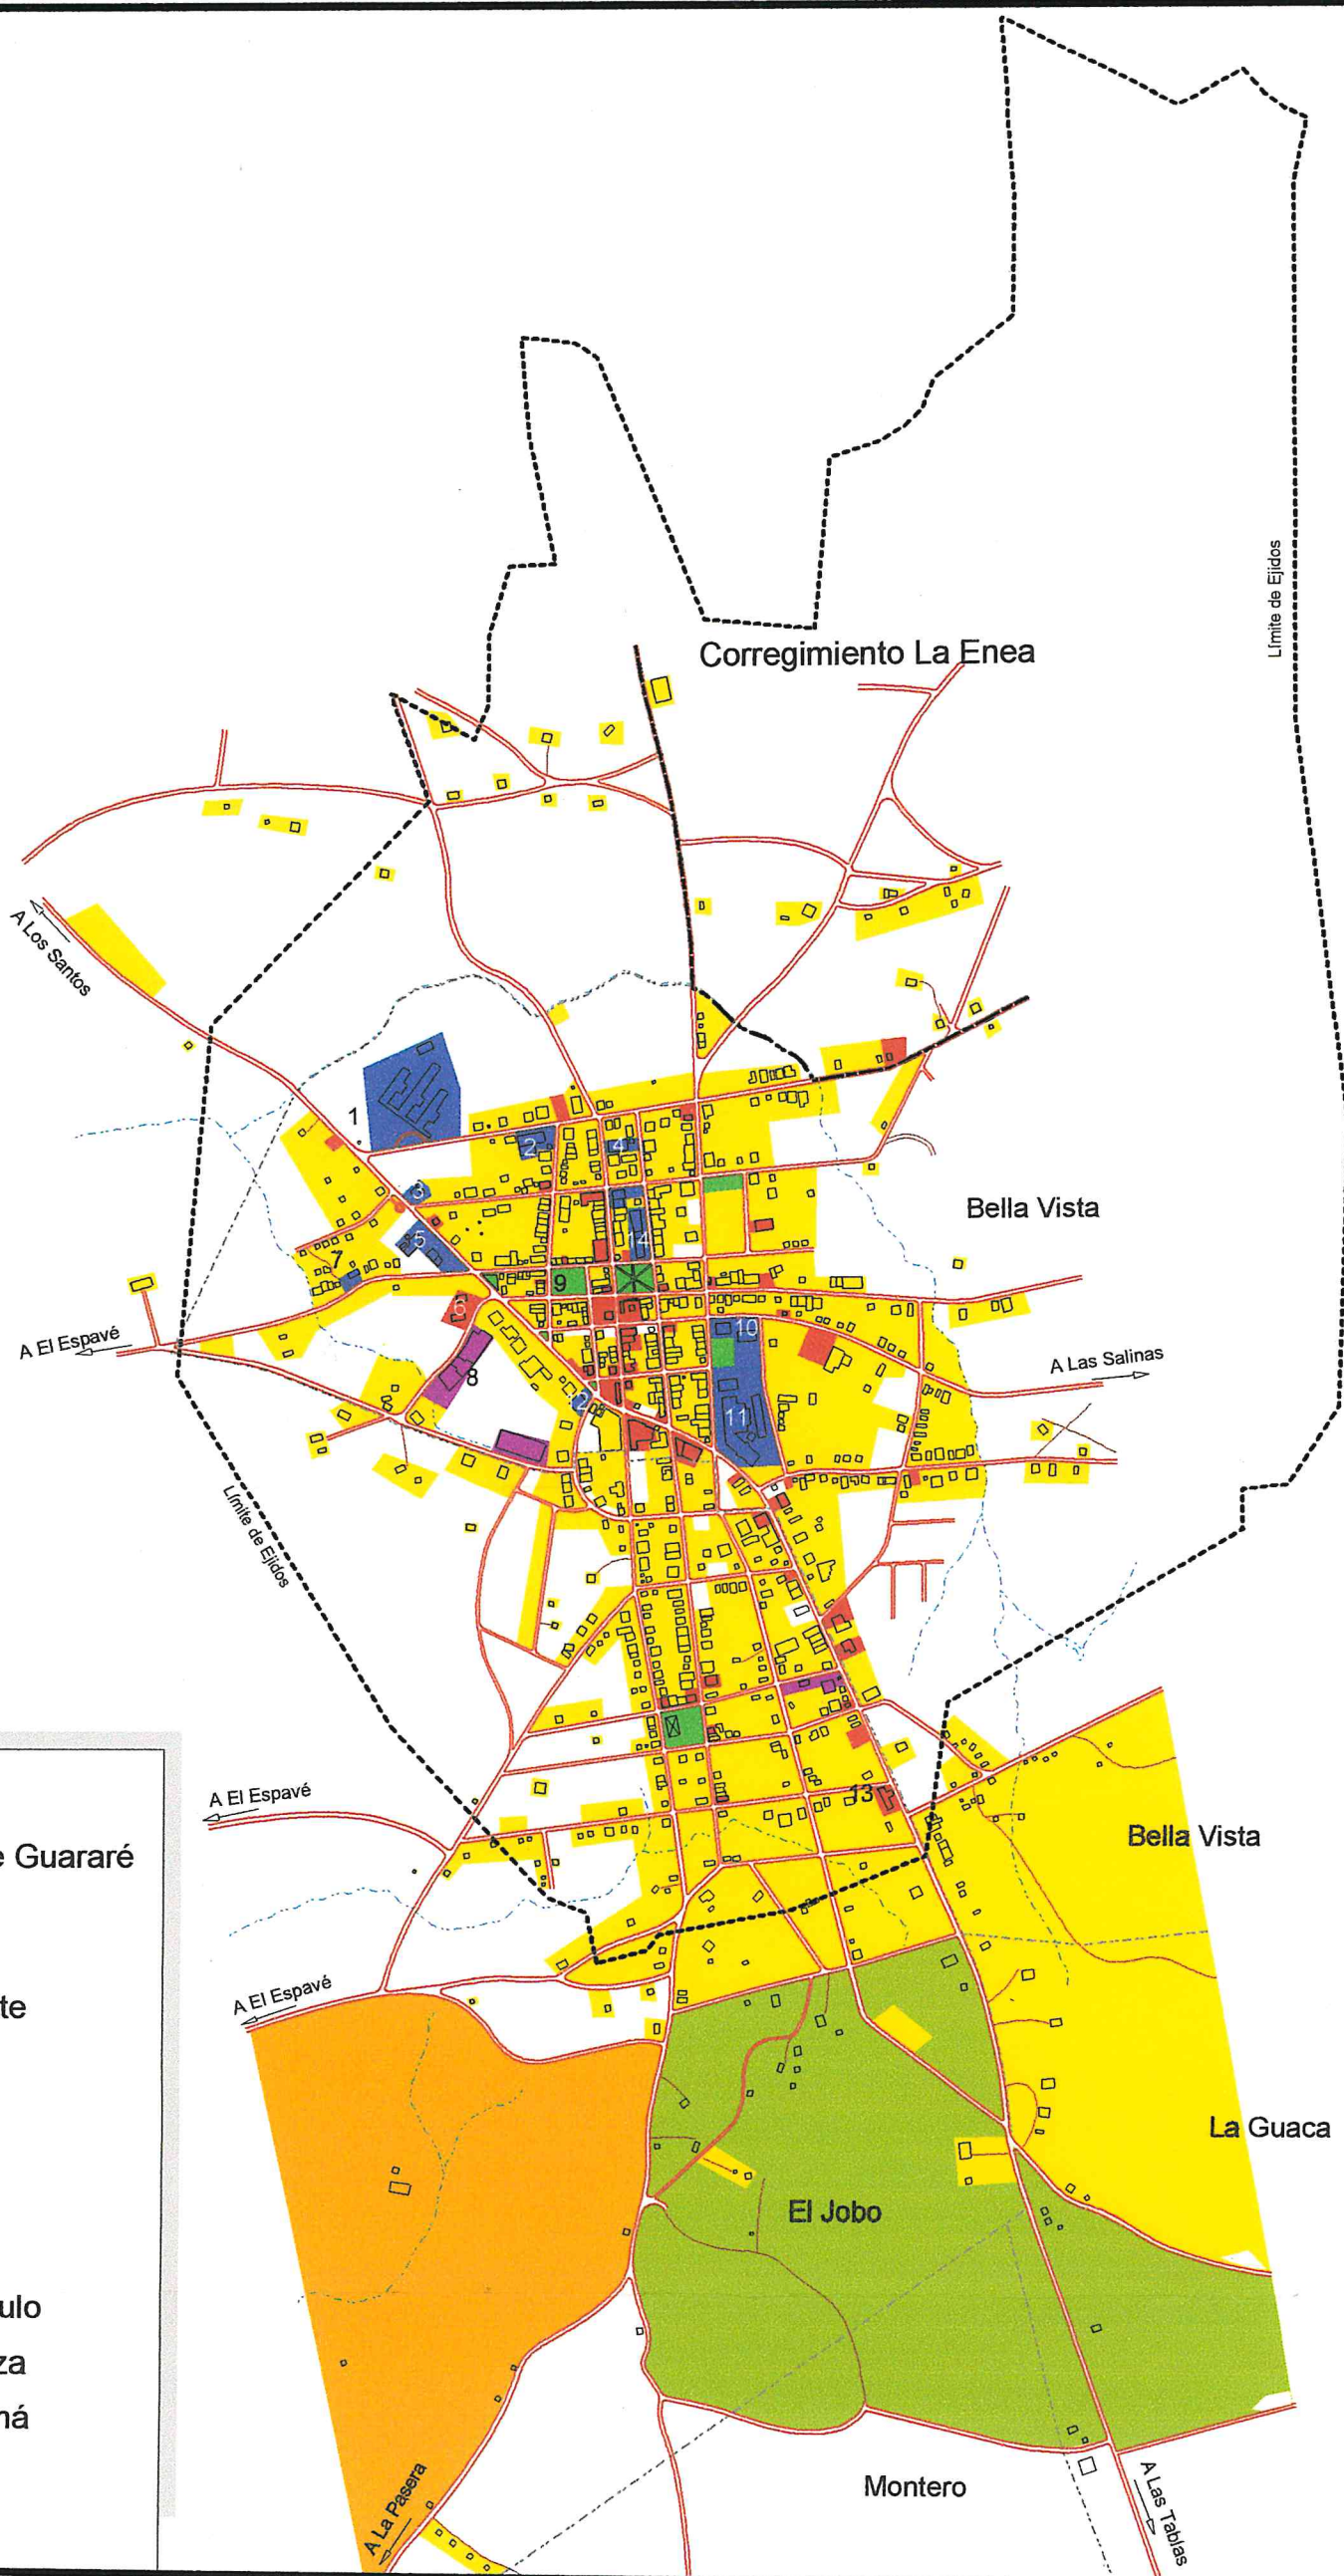 Límite de Ejidos
Corregimiento La Enea
A Los Santos
1
2
4
3
Bella Vista
5
14
7
9
A El Espavé
6
10
A Las Salinas
8
12
11
Límite de Ejidos
A El Espavé
13
Bella Vista
e Guararé
A El Espavé
te
La Guaca
El Jobo
ulo
za
má
A La Pasera
Montero
A Las Tablas